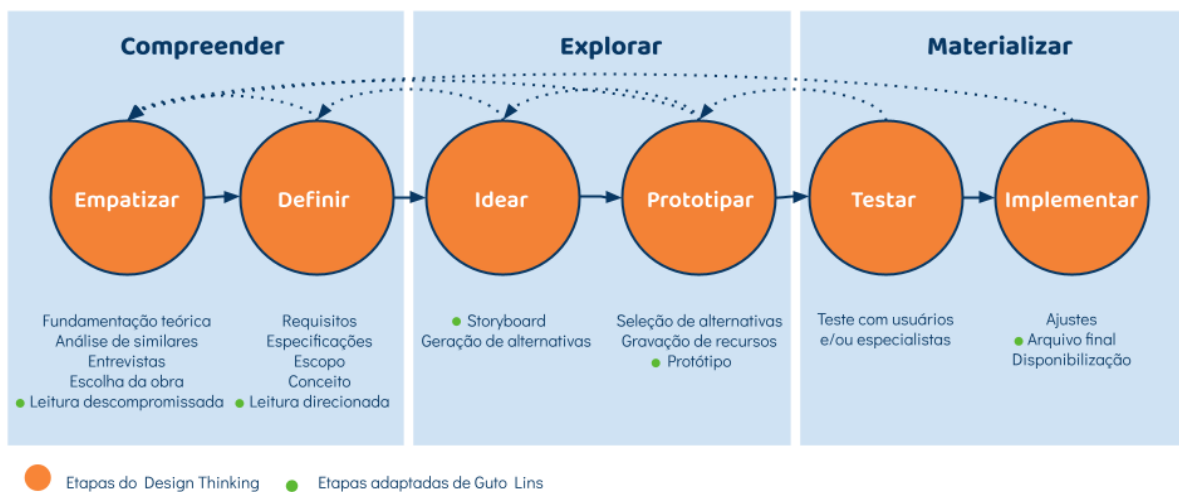 Compreender
Explorar
Materializar
Empatizar
Definir
Idear
Prototipar
Testar
Implementar
Fundamentação teórica
Análise de similares
Entrevistas
Escolha da obra
Leitura descompromissada
Requisitos
Especificações
Escopo
Conceito
Leitura direcionada
Storyboard
Geração de alternativas
Seleção de alternativas
Gravação de recursos
Protótipo
Teste com usuários
e/ou especialistas
Ajustes
Arquivo final
Disponibilização
Etapas do Design Thinking
Etapas adaptadas de Guto Lins